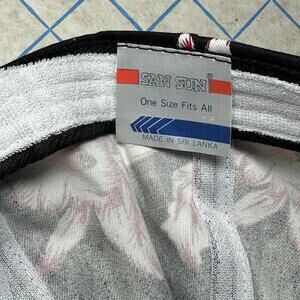 SAN SUN®
One Size Fits All
MADE IN SRI LANKA